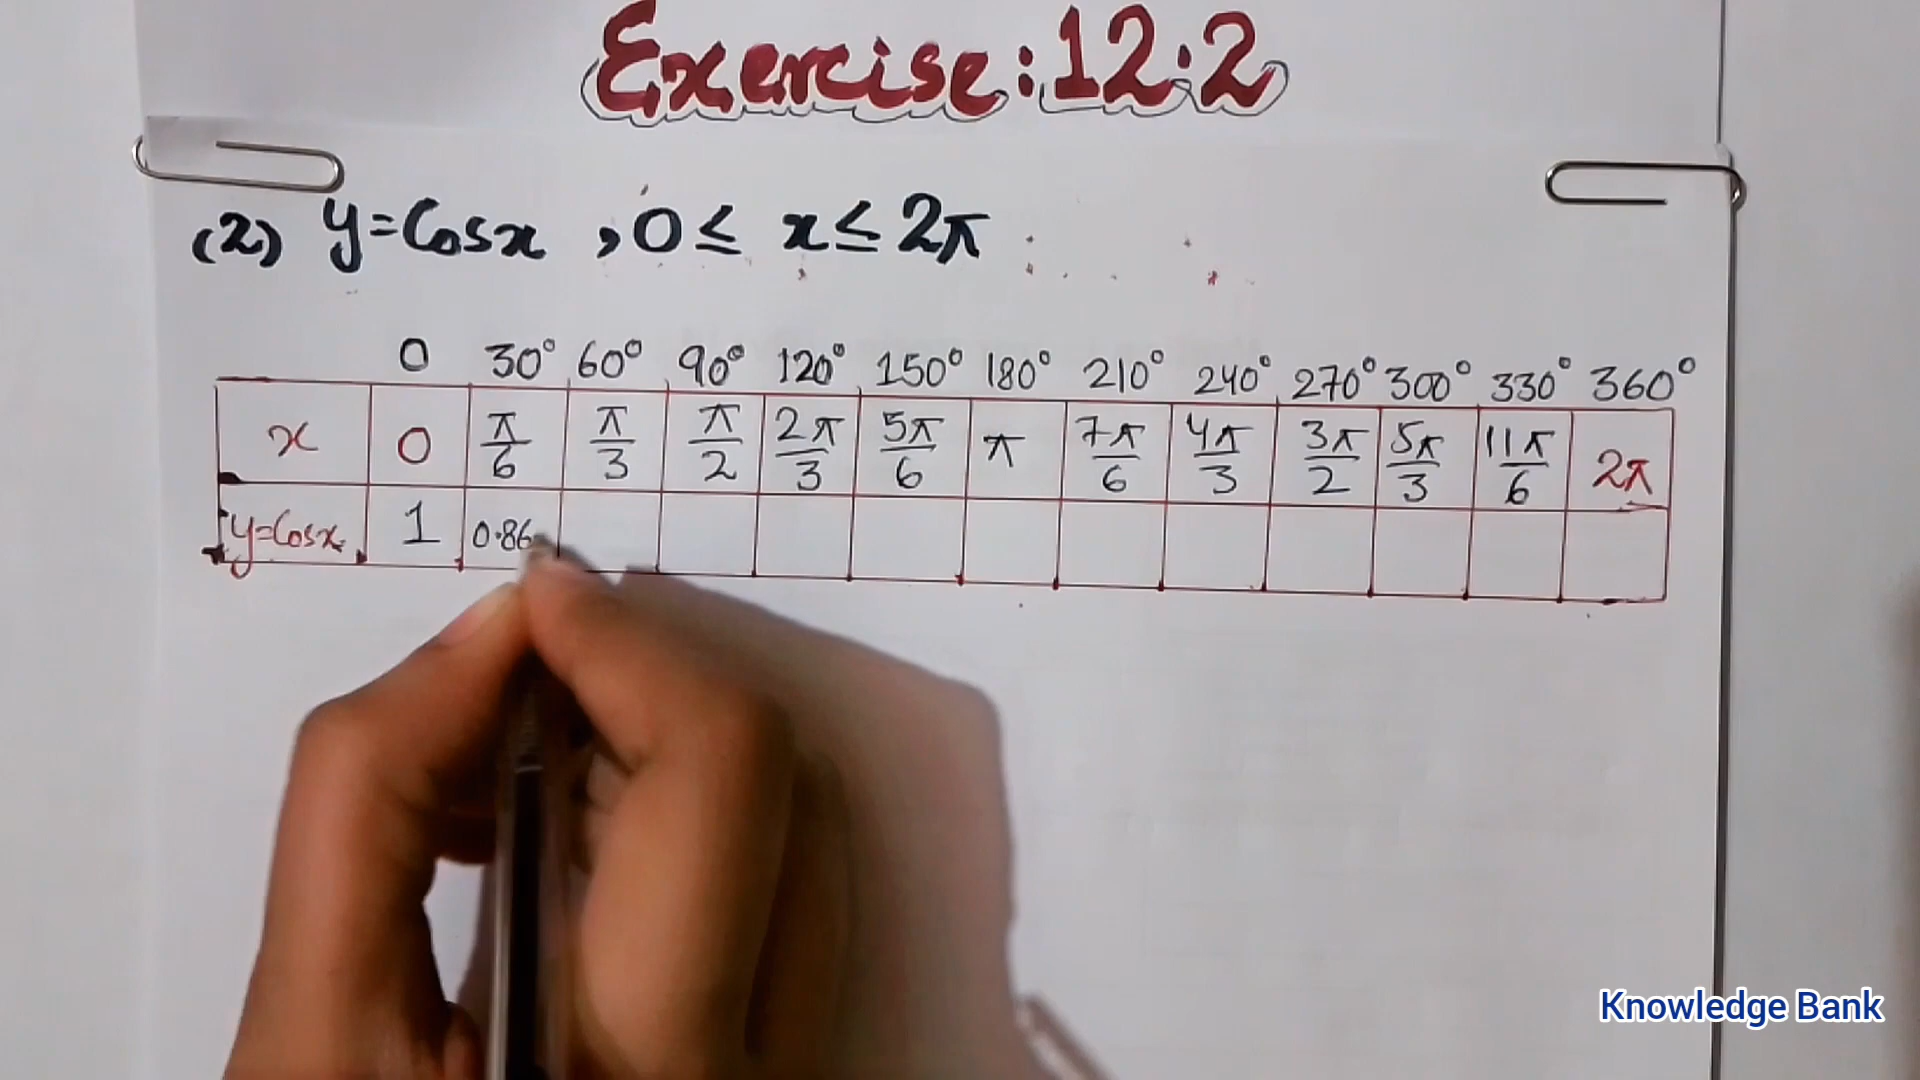 Exercise:12.2
(2) y=Cosx , 0 ≤ x ≤ 2π
0 30° 60° 90° 120° 150° 180° 210° 240° 270° 300° 330° 360°
x 0 π/6 π/3 π/2 2π/3 5π/6 π 7π/6 4π/3 3π/2 5π/3 11π/6 2π
y=Cosx 1 0.86
Knowledge Bank